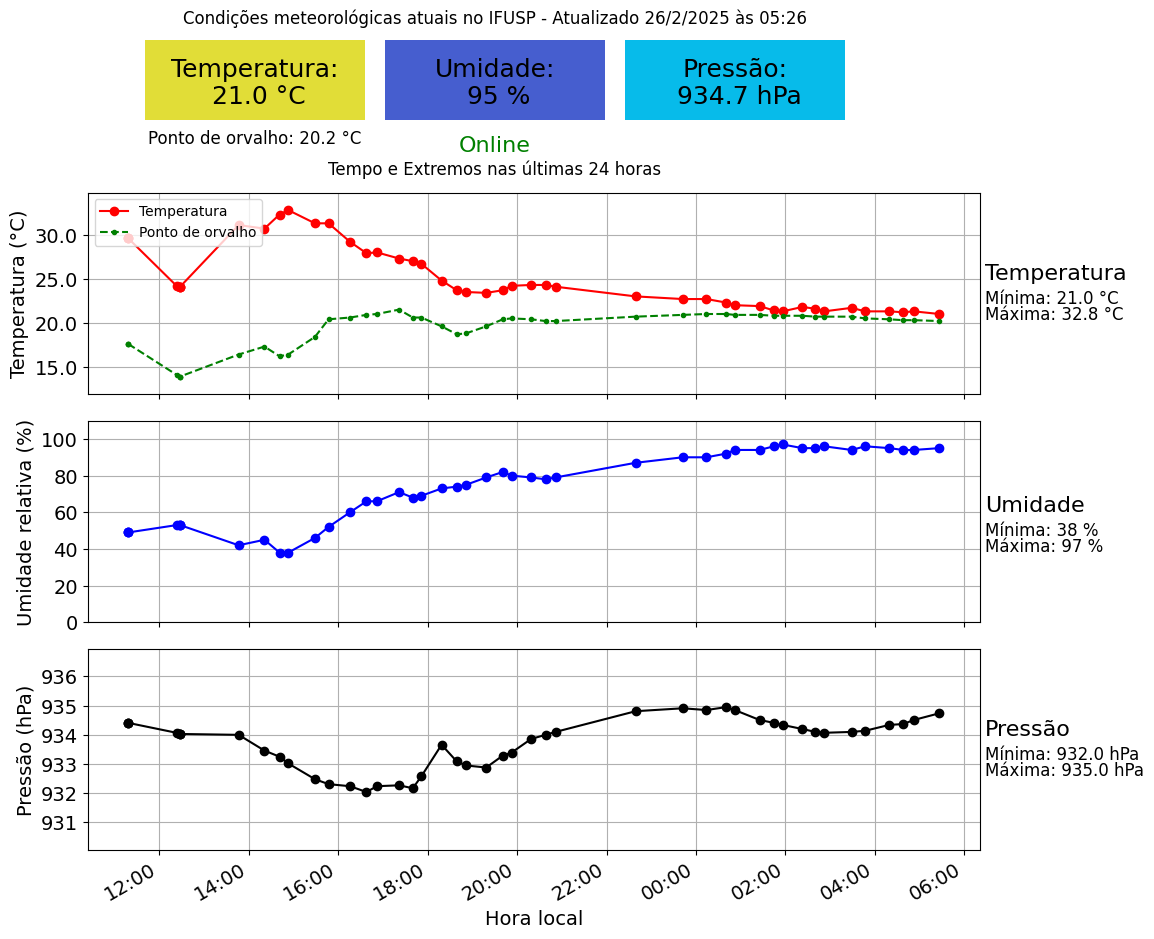 Condições meteorológicas atuais no IFUSP - Atualizado 26/2/2025 às 05:26
Temperatura:
21.0 °C
Umidade:
95 %
Pressão:
934.7 hPa
Ponto de orvalho: 20.2 °C
Online
Tempo e Extremos nas últimas 24 horas
Temperatura (°C)
30.0
25.0
20.0
15.0
Temperatura
Ponto de orvalho
Temperatura
Mínima: 21.0 °C
Máxima: 32.8 °C
Umidade relativa (%)
100
80
60
40
20
0
Umidade
Mínima: 38 %
Máxima: 97 %
Pressão (hPa)
936
935
934
933
932
931
Pressão
Mínima: 932.0 hPa
Máxima: 935.0 hPa
12:00
14:00
16:00
18:00
20:00
22:00
00:00
02:00
04:00
06:00
Hora local